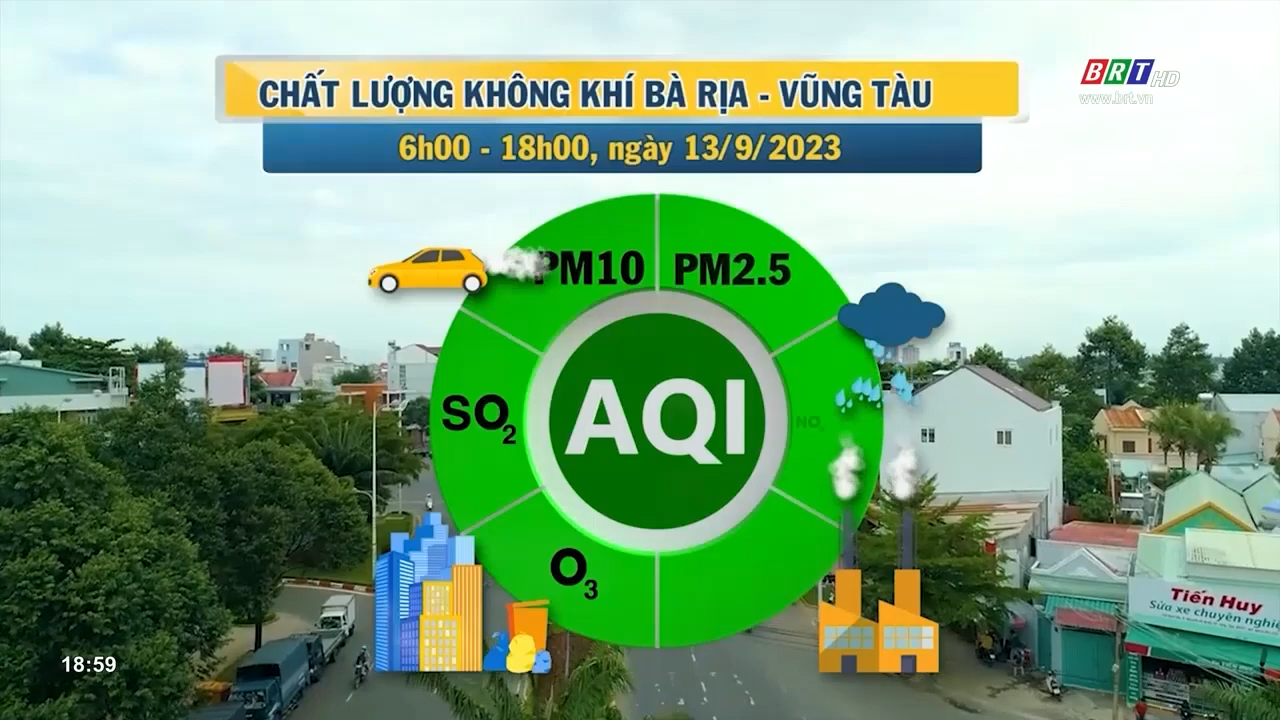 CHẤT LƯỢNG KHÔNG KHÍ BÀ RỊA - VŨNG TÀU
6h00 - 18h00, ngày 13/9/2023
BRT HD
www.brt.vn
PM10
PM2.5
SO2
AQI
NO2
O3
Tiến Huy
Sửa xe chuyên
18:59